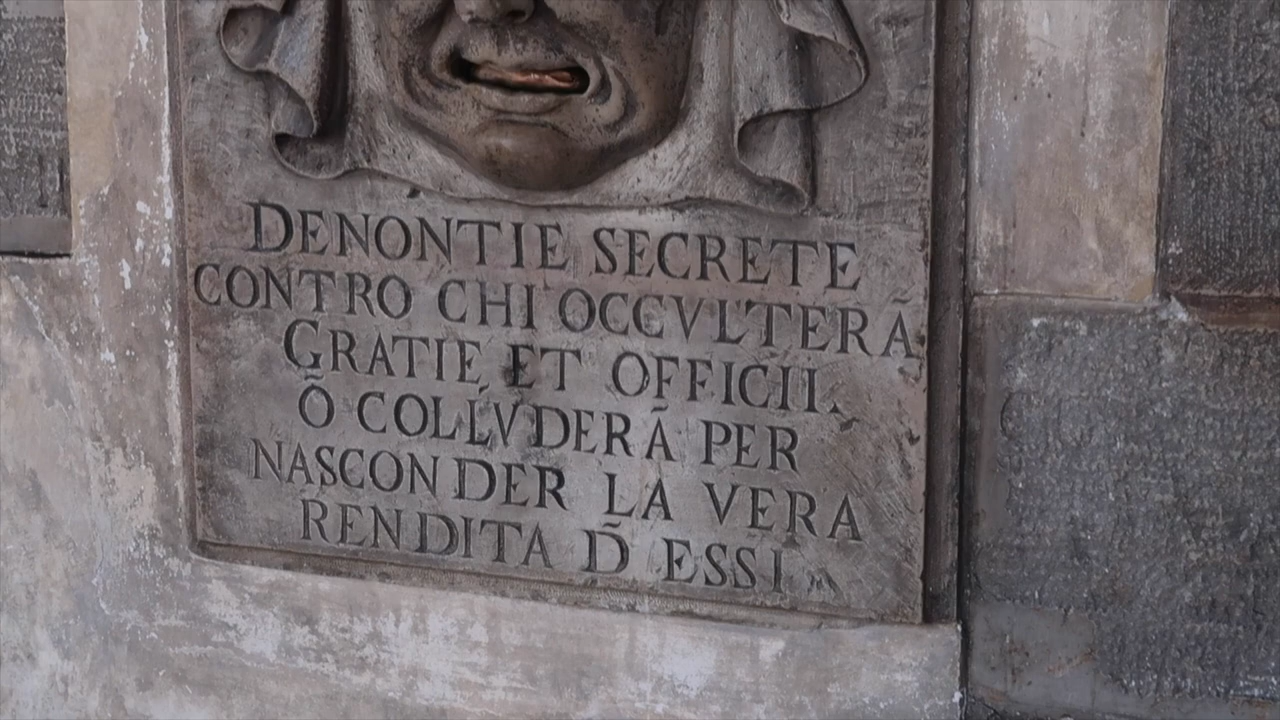 DENONTIE SECRETE
CONTRO CHI OCCVLTERÃ
GRATIE ET OFFICII.
Õ COLLVDERÃ PER
NASCONDER LA VERA
RENDITA D̃ ESSI